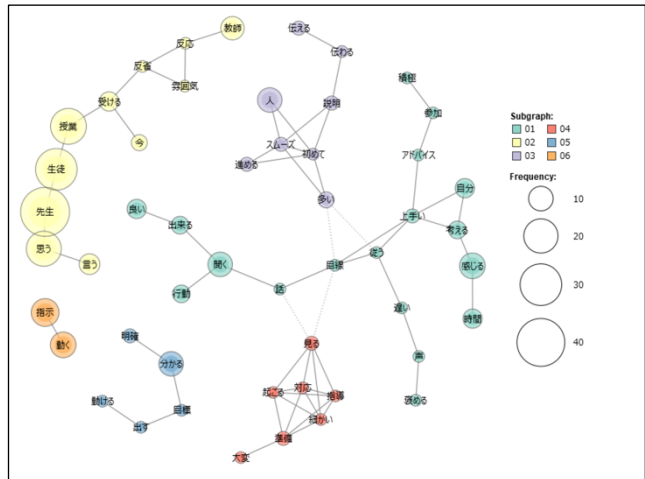 教師
反応
反省
雰囲気
受ける
今
授業
生徒
先生
思う
言う
指示
動く
明確
分かる
目標
出す
動ける
伝える
伝わる
説明
人
スムーズ
初めて
進める
多い
積極
参加
アドバイス
自分
上手い
考える
感じる
時間
従う
目線
話
聞く
出来る
良い
行動
違い
声
褒める
見る
起こる
対応
指導
細かい
準備
大変
Subgraph:
01 04
02 05
03 06
Frequency:
10
20
30
40